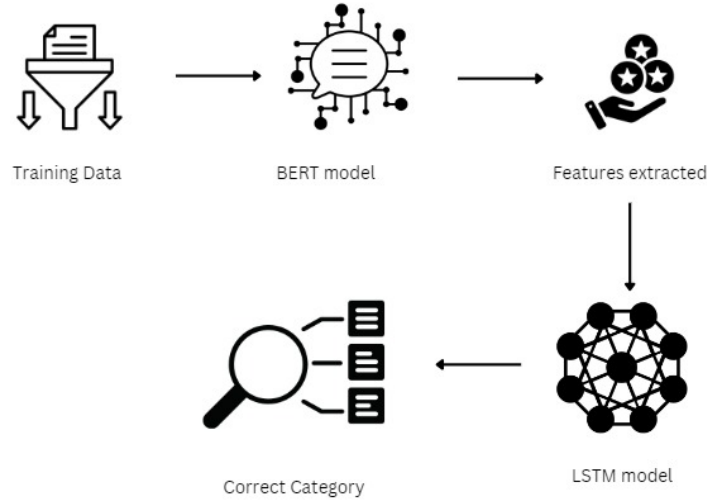 Training Data
BERT model
Features extracted
LSTM model
Correct Category